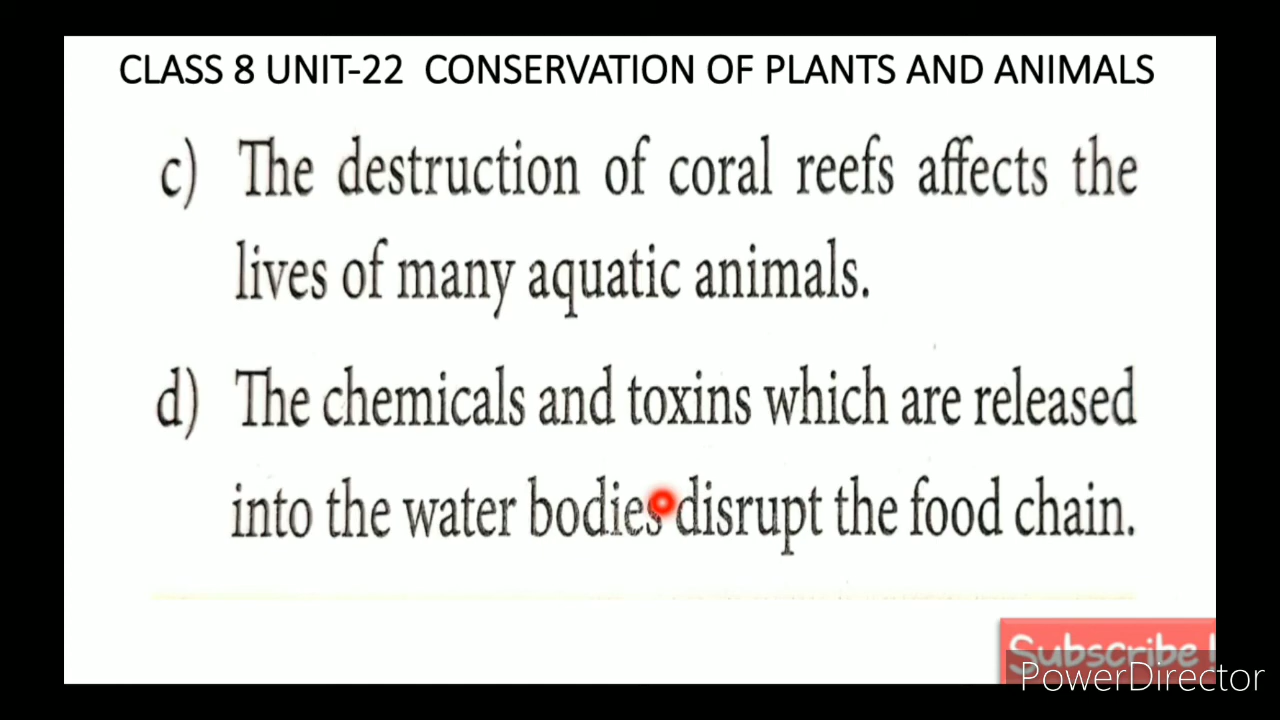 CLASS 8 UNIT-22 CONSERVATION OF PLANTS AND ANIMALS
c) The destruction of coral reefs affects the
lives of many aquatic animals.
d) The chemicals and toxins which are released
into the water bodies disrupt the food chain.
Subscribe !
PowerDirector